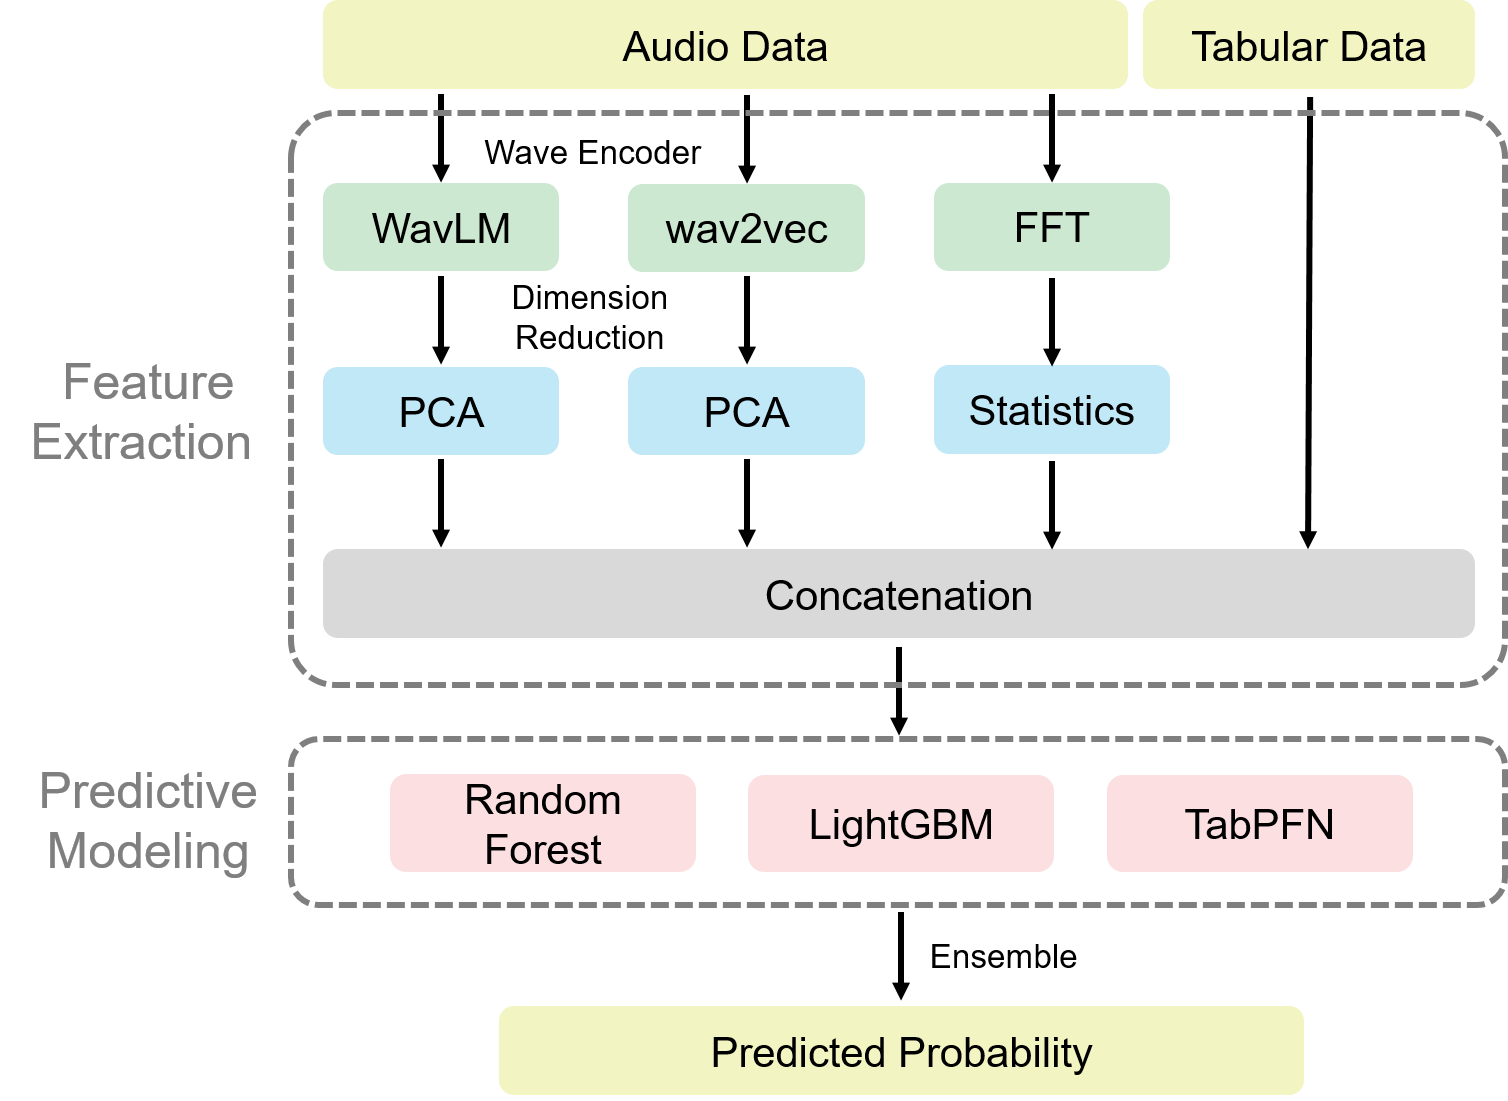 Audio Data
Tabular Data
Wave Encoder
WavLM
wav2vec
FFT
Dimension
Reduction
PCA
PCA
Statistics
Feature
Extraction
Concatenation
Predictive
Modeling
Random
Forest
LightGBM
TabPFN
Ensemble
Predicted Probability